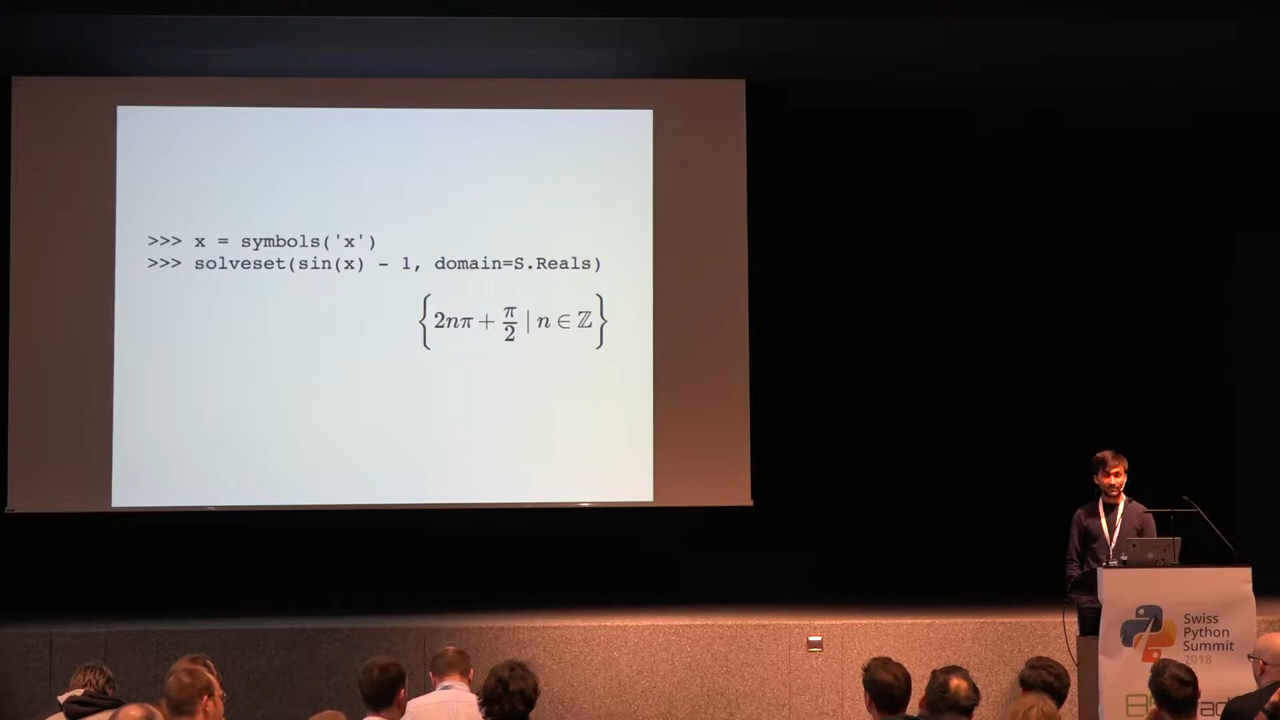 >>> x = symbols('x')
>>> solveset(sin(x) - 1, domain=S.Reals)
{2nπ + π/2 | n ∈ ℤ}
Swiss
Python
Summit
2018